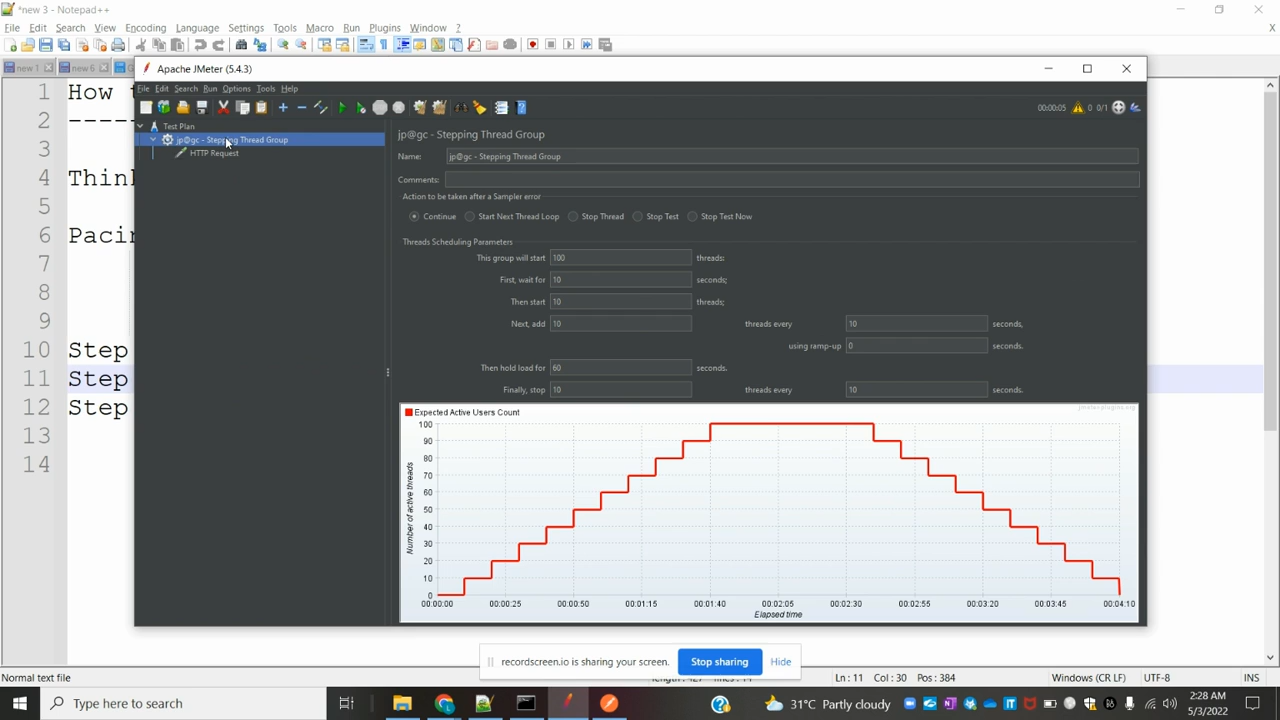 *new 3 - Notepad++
File Edit Search View Encoding Language Settings Tools Macro Run Plugins Window ?
X
new 1 new 6
1 How
2 ----
3
4 Think
5
6 Pacin
7
8
9
10 Step
11 Step
12 Step
13
14
Apache JMeter (5.4.3)
File Edit Search Run Options Tools Help
00:00:05 0 0/1
Test Plan
jp@gc - Stepping Thread Group
HTTP Request
jp@gc - Stepping Thread Group
Name: jp@gc - Stepping Thread Group
Comments:
Action to be taken after a Sampler error
Continue Start Next Thread Loop Stop Thread Stop Test Stop Test Now
Threads Scheduling Parameters
This group will start 100 threads:
First, wait for 10 seconds;
Then start 10 threads;
Next, add 10 threads every 10 seconds,
using ramp-up 0 seconds.
Then hold load for 60 seconds.
Finally, stop 10 threads every 10 seconds.
Expected Active Users Count
jmeter-plugins.org
Number of active threads
100
90
80
70
60
50
40
30
20
10
0
00:00:00 00:00:25 00:00:50 00:01:15 00:01:40 00:02:05 00:02:30 00:02:55 00:03:20 00:03:45 00:04:10
Elapsed time
recordscreen.io is sharing your screen. Stop sharing Hide
Normal text file Ln : 11 Col : 30 Pos : 384 Windows (CR LF) UTF-8 INS
Type here to search
31°C Partly cloudy
2:28 AM
5/3/2022